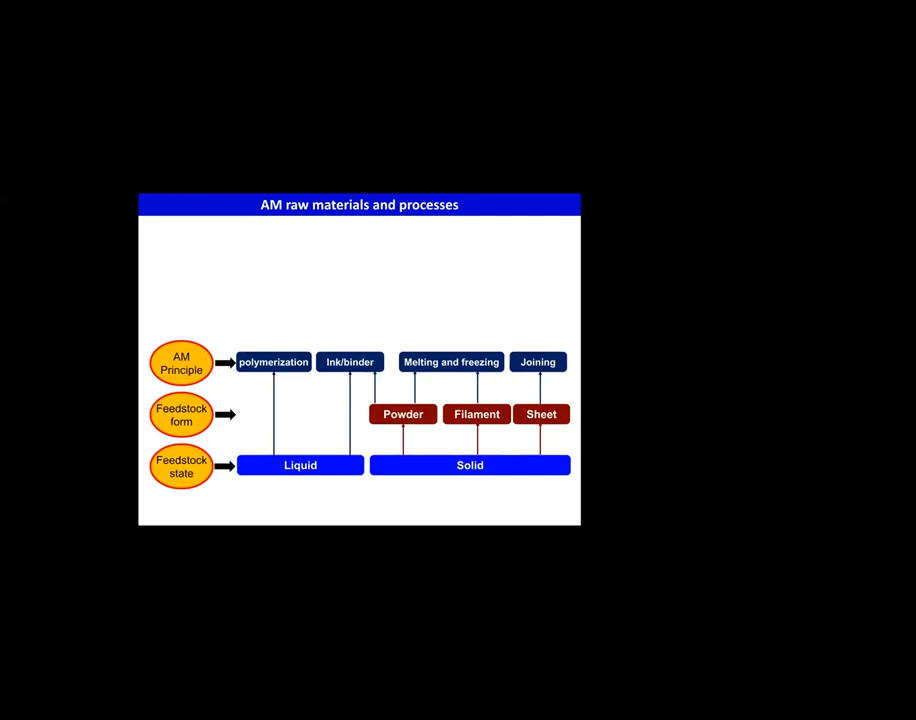 AM raw materials and processes
AM
Principle
polymerization
Ink/binder
Melting and freezing
Joining
Feedstock
form
Powder
Filament
Sheet
Feedstock
state
Liquid
Solid